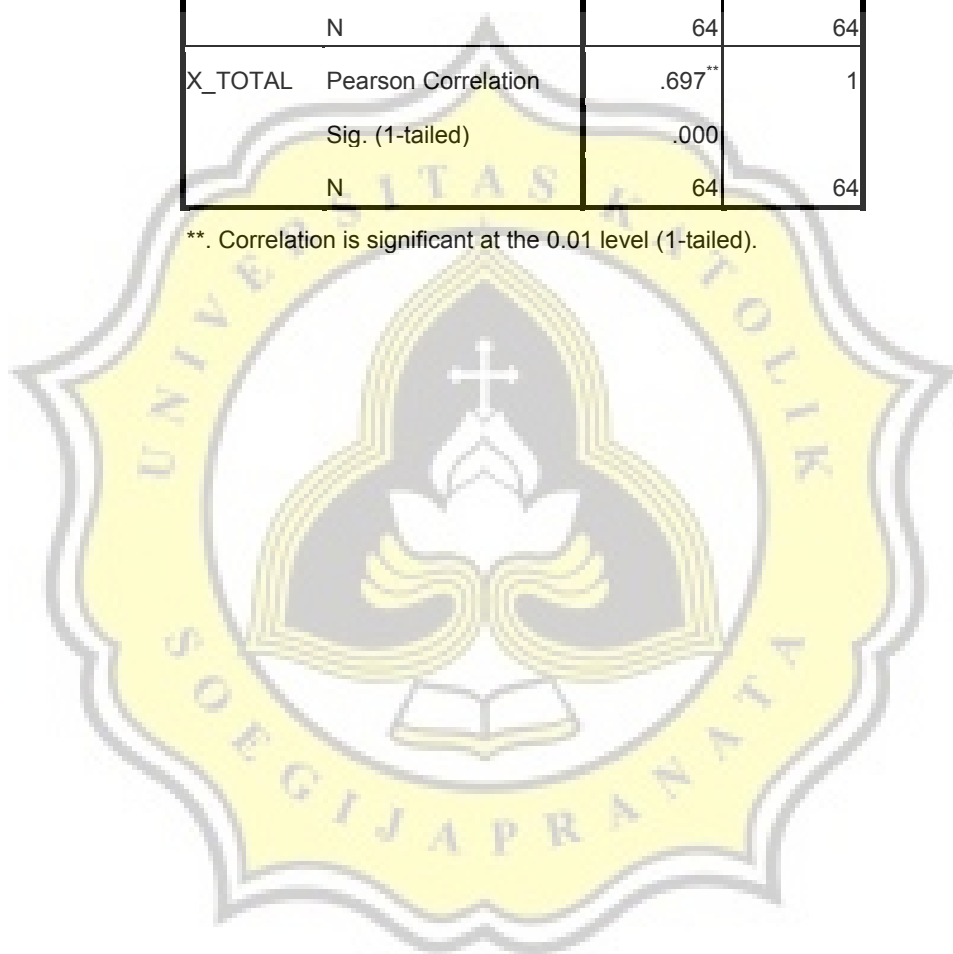 N 64 64
X_TOTAL Pearson Correlation .697** 1
Sig. (1-tailed) .000
N 64 64
**. Correlation is significant at the 0.01 level (1-tailed).
UNIVERSITAS KATOLIK
SOEGIJAPRANATA